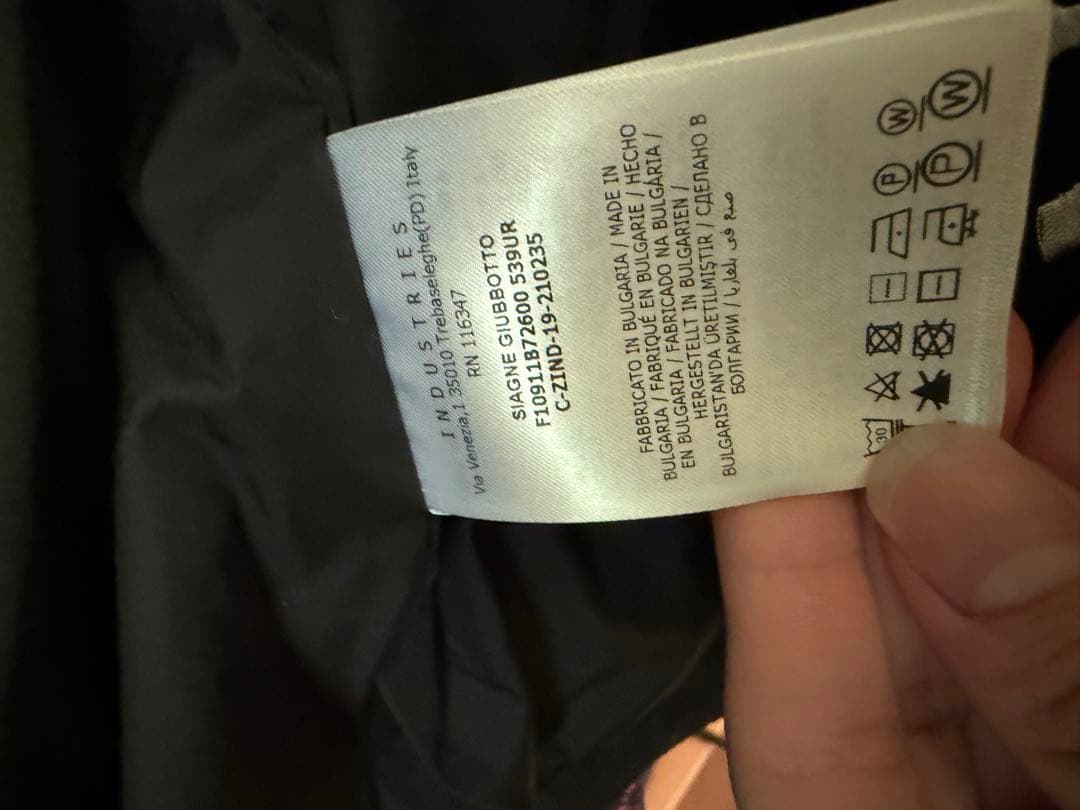 INDUSTRIES
Via Venezia,1 35010 Trebaseleghe(PD) Italy
RN 116347
SIAGNE GIUBBOTTO
F10911B72600 539UR
C-ZIND-19-210235
FABBRICATO IN BULGARIA / MADE IN
BULGARIA / FABRIQUÉ EN BULGARIE / HECHO
EN BULGARIA / FABRICADO NA BULGÁRIA /
HERGESTELLT IN BULGARIEN /
BULGARISTAN'DA ÜRETILMIŞTIR / СДЕЛАНО В
БОЛГАРИИ / صنع في بلغاريا
30 P W
P W